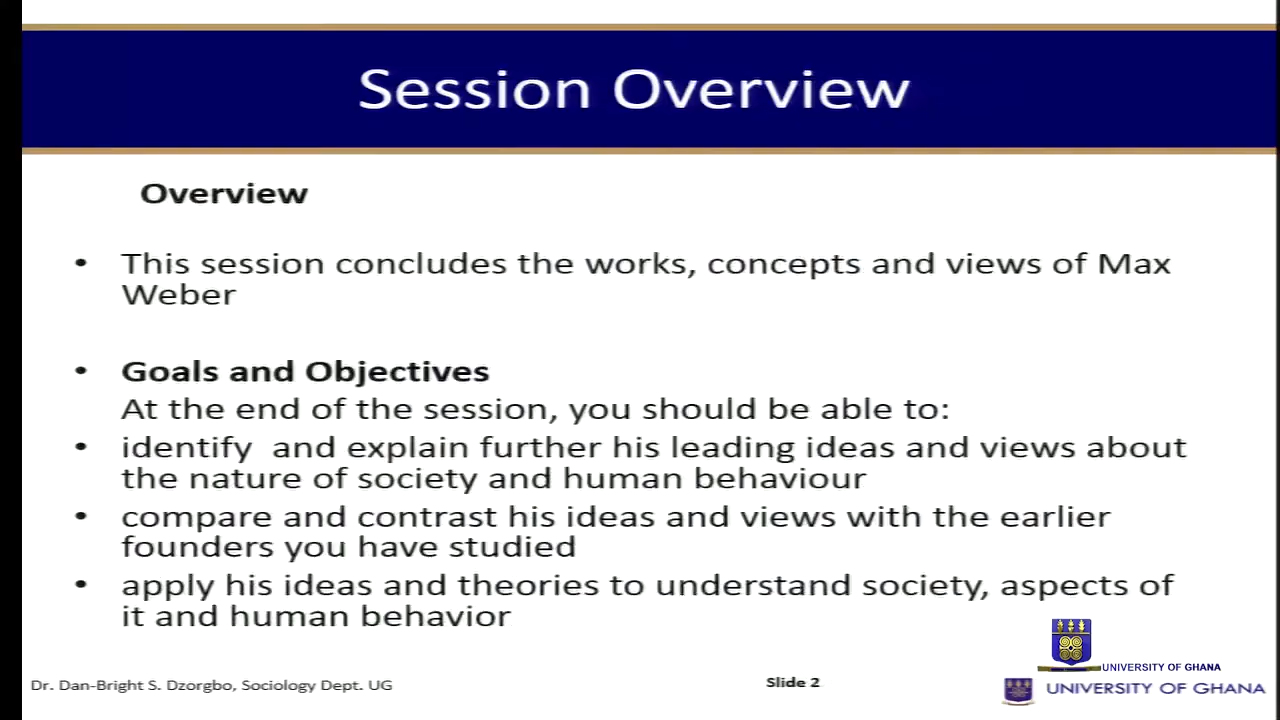 Session Overview
Overview
• This session concludes the works, concepts and views of Max
Weber
• Goals and Objectives
At the end of the session, you should be able to:
• identify  and explain further his leading ideas and views about
the nature of society and human behaviour
• compare and contrast his ideas and views with the earlier
founders you have studied
• apply his ideas and theories to understand society, aspects of
it and human behavior
UNIVERSITY OF GHANA
Dr. Dan-Bright S. Dzorgbo, Sociology Dept. UG
Slide 2
UNIVERSITY OF GHANA